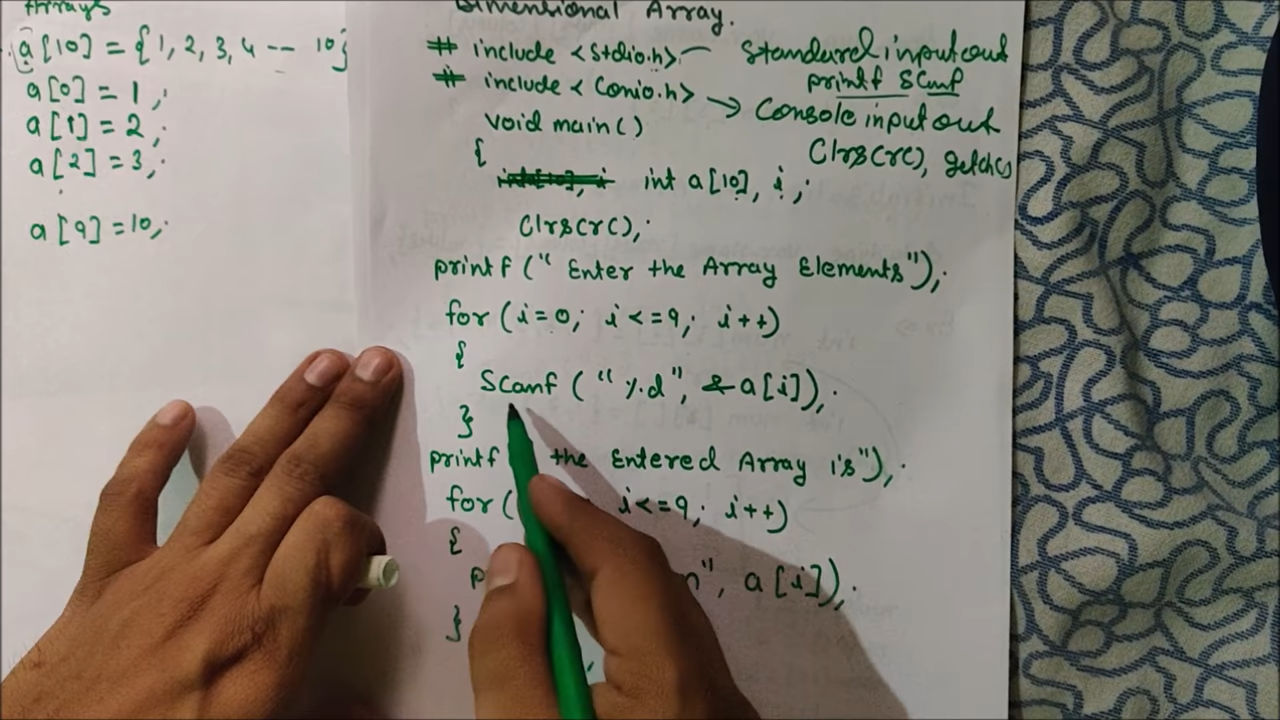 Arrays
a[10] = {1, 2, 3, 4 -- 10}
a[0] = 1;
a[1] = 2;
a[2] = 3;
a[9] = 10;
Dimensional Array.
# include <Stdio.h> — Standard input out
printf scanf
# include <Conio.h> → Console input out
Clrscr(), getch()
void main()
{
int a[10], i;
Clrscr();
printf (" Enter the Array Elements");
for (i=0; i<=9; i++)
{
Scanf (" %d", &a[i]);
}
printf the Entered Array is");
for ( i<=9; i++)
{
n", a[i]);
}